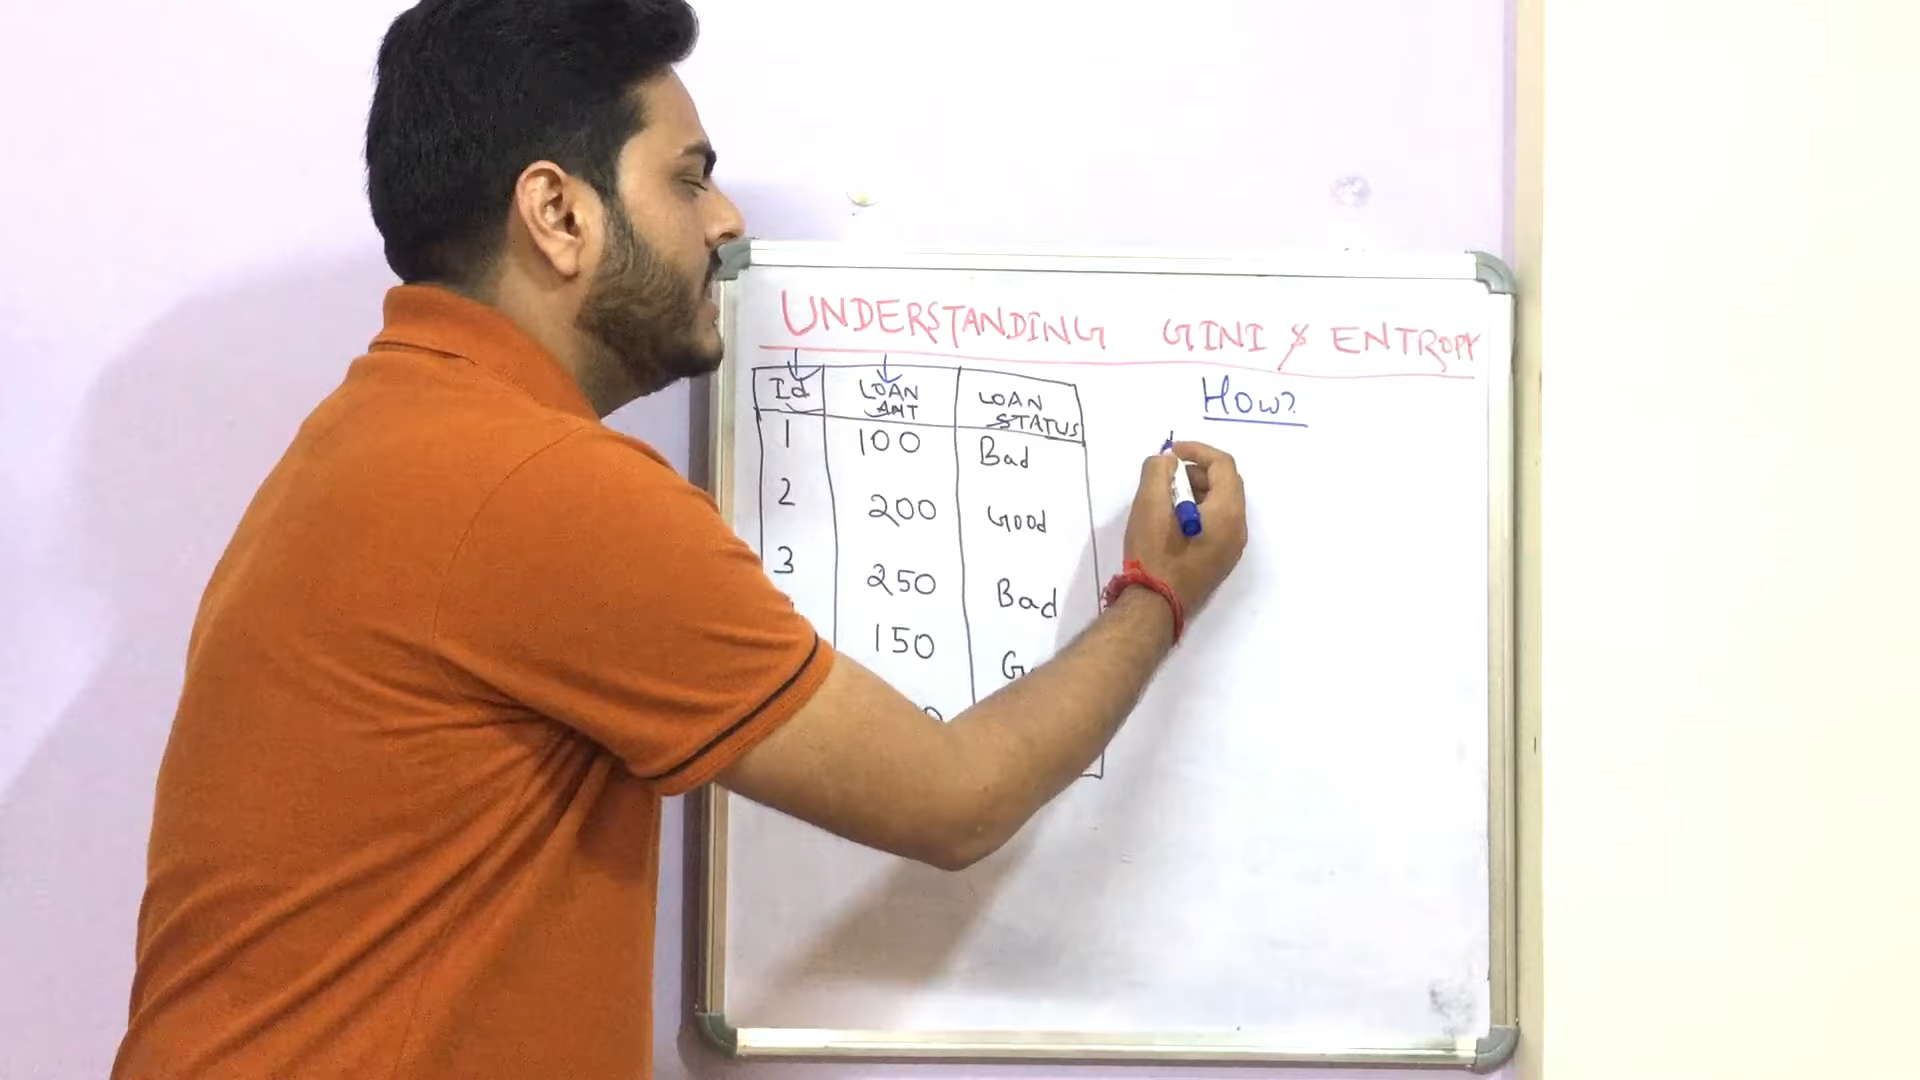 UNDERSTANDING GINI & ENTROPY
Id LOAN AMT LOAN STATUS
How?
1 100 Bad
2 200 Good
3 250 Bad
150